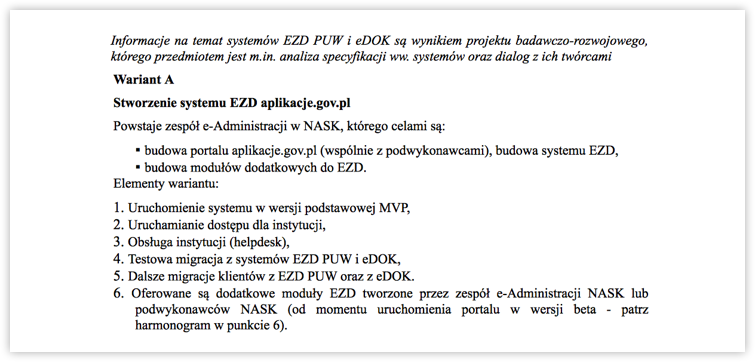 Informacje na temat systemów EZD PUW i eDOK są wynikiem projektu badawczo-rozwojowego,
którego przedmiotem jest m.in. analiza specyfikacji ww. systemów oraz dialog z ich twórcami
Wariant A
Stworzenie systemu EZD aplikacje.gov.pl
Powstaje zespół e-Administracji w NASK, którego celami są:
▪ budowa portalu aplikacje.gov.pl (wspólnie z podwykonawcami), budowa systemu EZD,
▪ budowa modułów dodatkowych do EZD.
Elementy wariantu:
1. Uruchomienie systemu w wersji podstawowej MVP,
2. Uruchamianie dostępu dla instytucji,
3. Obsługa instytucji (helpdesk),
4. Testowa migracja z systemów EZD PUW i eDOK,
5. Dalsze migracje klientów z EZD PUW oraz z eDOK.
6. Oferowane są dodatkowe moduły EZD tworzone przez zespół e-Administracji NASK lub
podwykonawców NASK (od momentu uruchomienia portalu w wersji beta - patrz
harmonogram w punkcie 6).